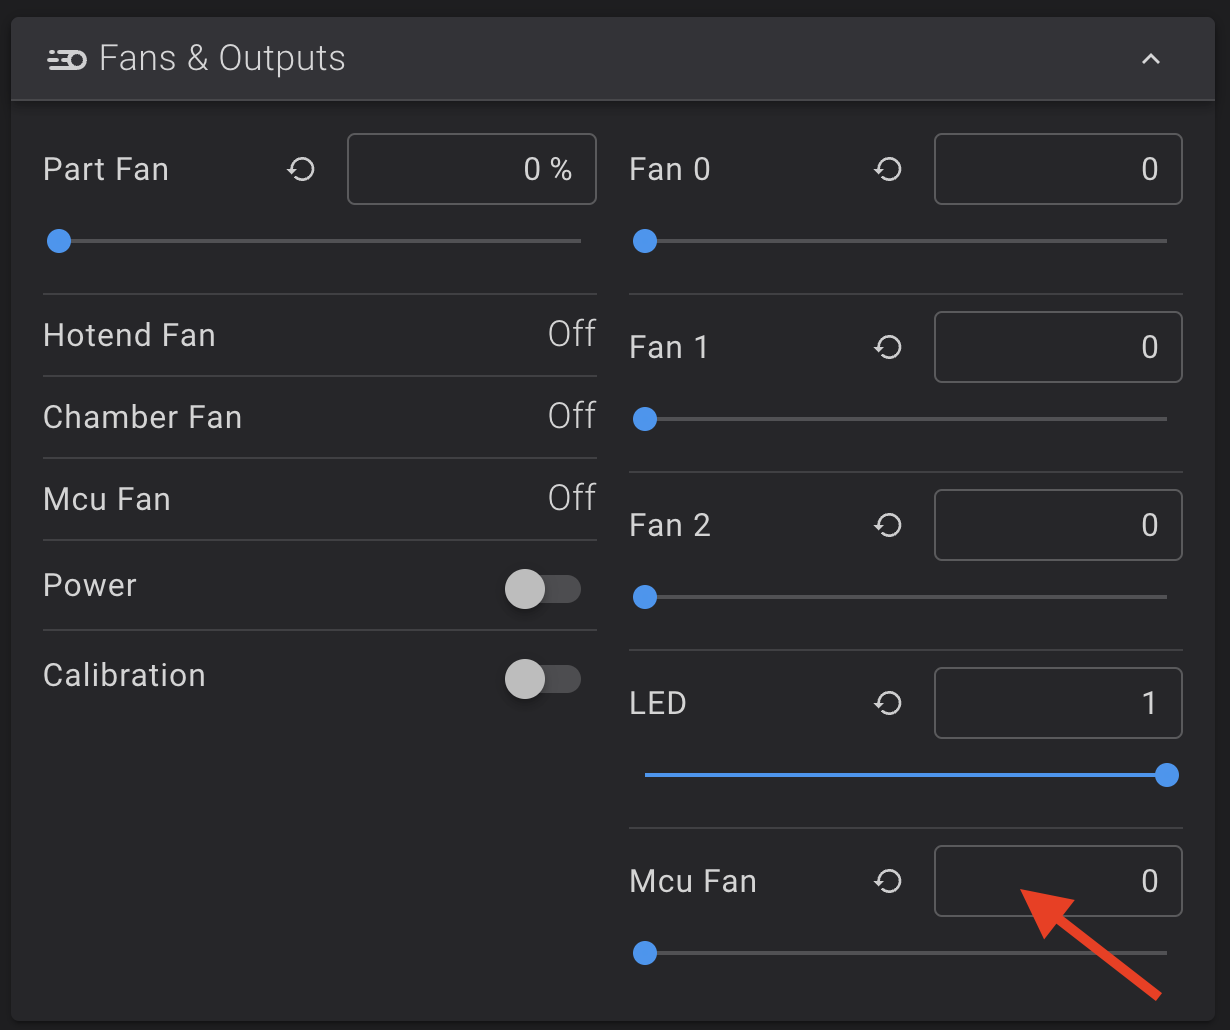 Fans & Outputs
Part Fan 0 %
Hotend Fan Off
Chamber Fan Off
Mcu Fan Off
Power
Calibration
Fan 0 0
Fan 1 0
Fan 2 0
LED 1
Mcu Fan 0